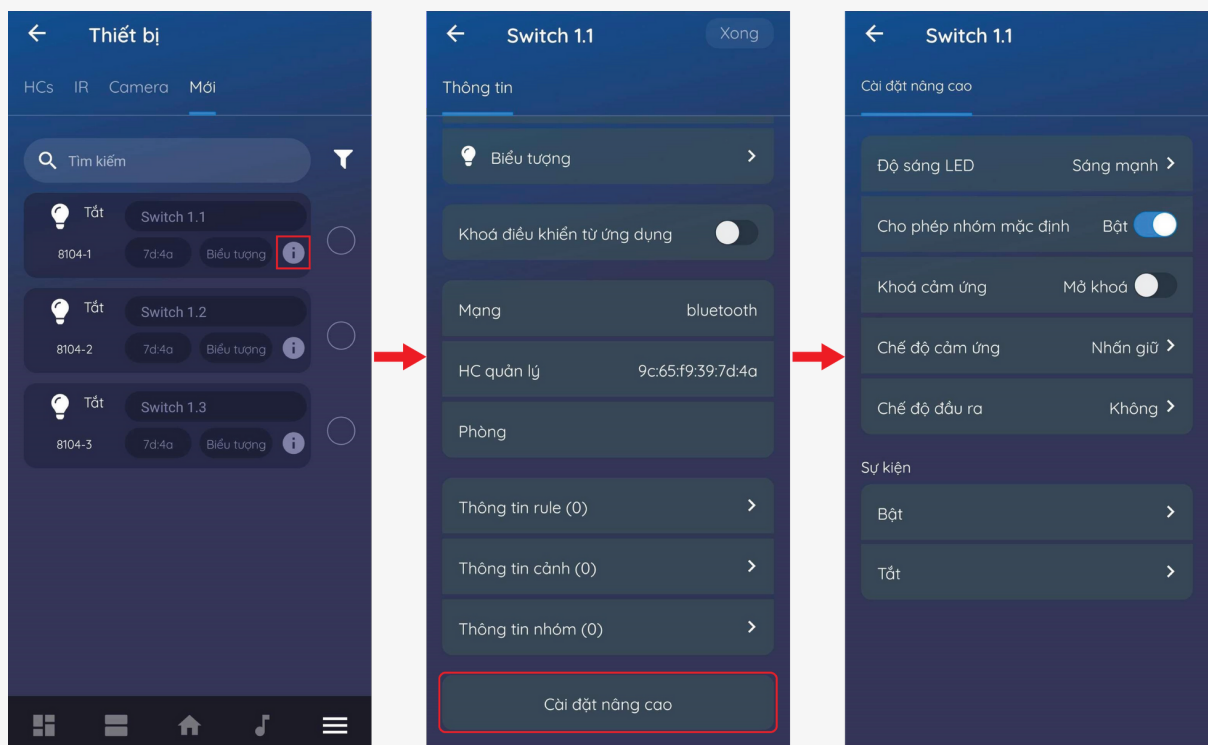 Thiết bị
HCs IR Camera Mới
Tìm kiếm
Tắt Switch 1.1
8104-1 7d:4a Biểu tượng i
Tắt Switch 1.2
8104-2 7d:4a Biểu tượng i
Tắt Switch 1.3
8104-3 7d:4a Biểu tượng i
Switch 1.1 Xong
Thông tin
Biểu tượng
Khoá điều khiển từ ứng dụng
Mạng bluetooth
HC quản lý 9c:65:f9:39:7d:4a
Phòng
Thông tin rule (0)
Thông tin cảnh (0)
Thông tin nhóm (0)
Cài đặt nâng cao
Switch 1.1
Cài đặt nâng cao
Độ sáng LED Sáng mạnh
Cho phép nhóm mặc định Bật
Khoá cảm ứng Mở khoá
Chế độ cảm ứng Nhấn giữ
Chế độ đầu ra Không
Sự kiện
Bật
Tắt